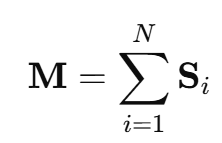 M = ∑_{i=1}^{N} S_i